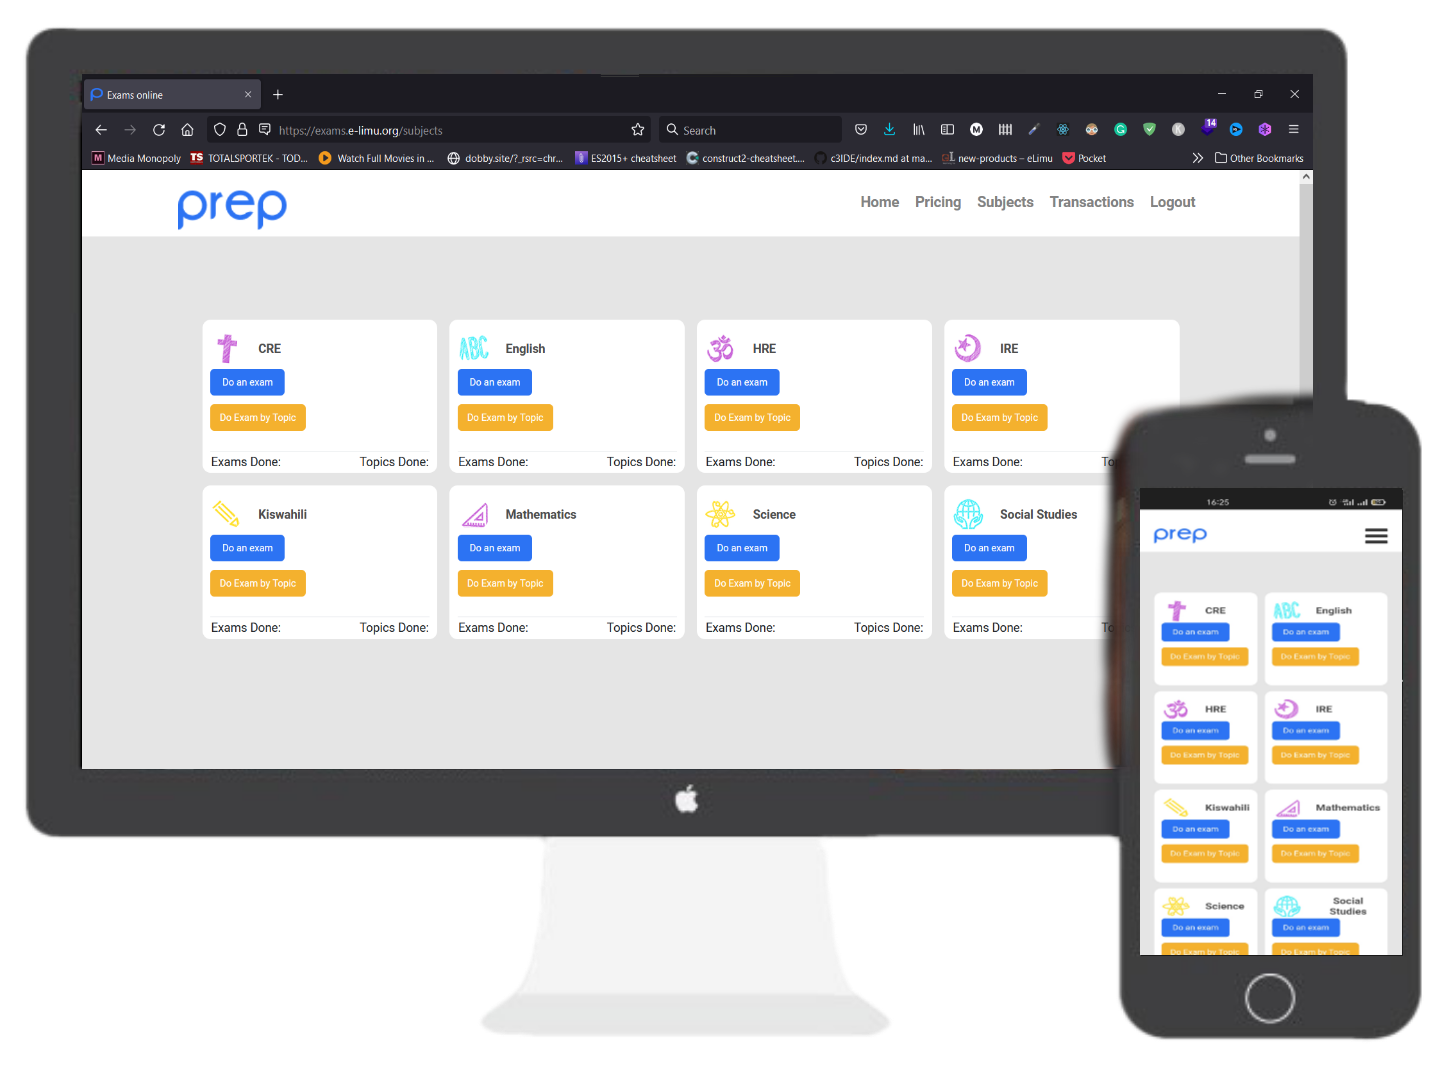 Exams online
https://exams.e-limu.org/subjects
Search
14
Media Monopoly TS TOTALSPORTEK - TOD... Watch Full Movies in ... dobby.site/?_rsrc=chr... ES2015+ cheatsheet construct2-cheatsheet.... c3IDE/index.md at ma... eL new-products – eLimu Pocket Other Bookmarks
prep
Home Pricing Subjects Transactions Logout
CRE
Do an exam
Do Exam by Topic
Exams Done: Topics Done:
ABC English
Do an exam
Do Exam by Topic
Exams Done: Topics Done:
HRE
Do an exam
Do Exam by Topic
Exams Done: Topics Done:
IRE
Do an exam
Do Exam by Topic
Exams Done: To
Kiswahili
Do an exam
Do Exam by Topic
Exams Done: Topics Done:
Mathematics
Do an exam
Do Exam by Topic
Exams Done: Topics Done:
Science
Do an exam
Do Exam by Topic
Exams Done: Topics Done:
Social Studies
Do an exam
Do Exam by Topic
Exams Done: To
16:25
prep
CRE
Do an exam
Do Exam by Topic
ABC English
Do an exam
Do Exam by Topic
HRE
Do an exam
Do Exam by Topic
IRE
Do an exam
Do Exam by Topic
Kiswahili
Do an exam
Do Exam by Topic
Mathematics
Do an exam
Do Exam by Topic
Science
Do an exam
Do Exam by Topic
Social
Studies
Do an exam
Do Exam by Topic